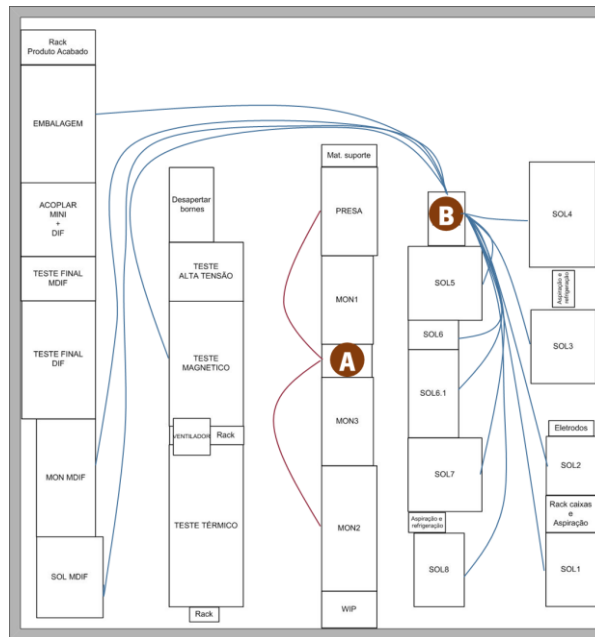 Rack
Produto Acabado
EMBALAGEM
ACOPLAR
MINI
+
DIF
TESTE FINAL
MDIF
TESTE FINAL
DIF
MON MDIF
SOL MDIF
Desapertar
bornes
TESTE
ALTA TENSÃO
TESTE
MAGNETICO
VENTILADOR
Rack
TESTE TÉRMICO
Rack
Mat. suporte
PRESA
MON1
A
MON3
MON2
WIP
B
SOL5
SOL6
SOL6.1
SOL7
Aspiração e
refrigeração
SOL8
SOL4
Aspiração e
refrigeração
SOL3
Eletrodos
SOL2
Rack caixas
e
Aspiração
SOL1